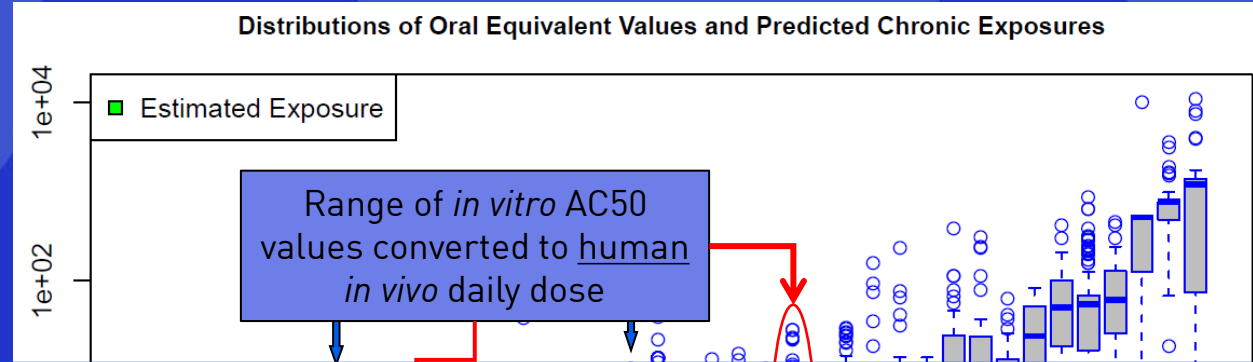 Distributions of Oral Equivalent Values and Predicted Chronic Exposures
1e+04
Estimated Exposure
Range of in vitro AC50
values converted to human
in vivo daily dose
1e+02